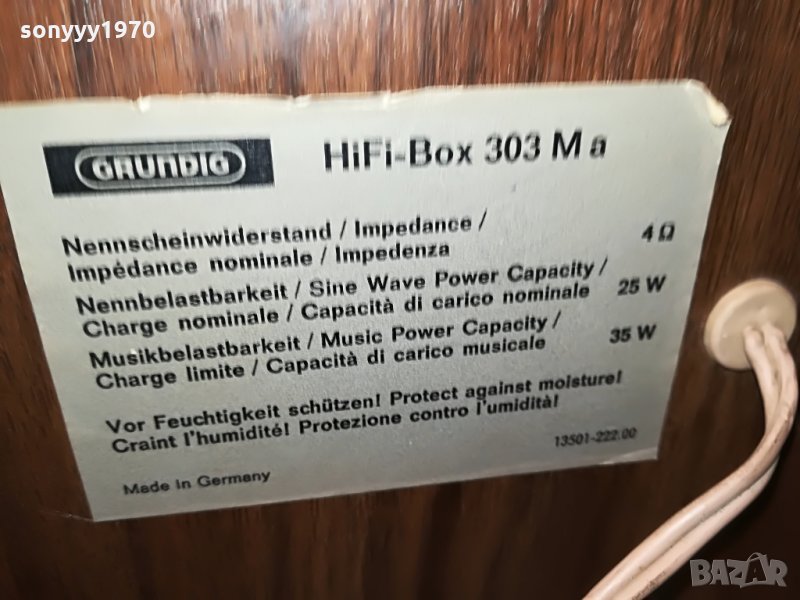 sonyyy1970
GRUNDIG
HiFi-Box 303 M a
Nennscheinwiderstand / Impedance /
Impédance nominale / Impedenza 4 Ω
Nennbelastbarkeit / Sine Wave Power Capacity /
Charge nominale / Capacità di carico nominale 25 W
Musikbelastbarkeit / Music Power Capacity /
Charge limite / Capacità di carico musicale 35 W
Vor Feuchtigkeit schützen! Protect against moisture!
Craint l'humidité! Protezione contro l'umidità!
13501-222.00
Made in Germany
BAZAR